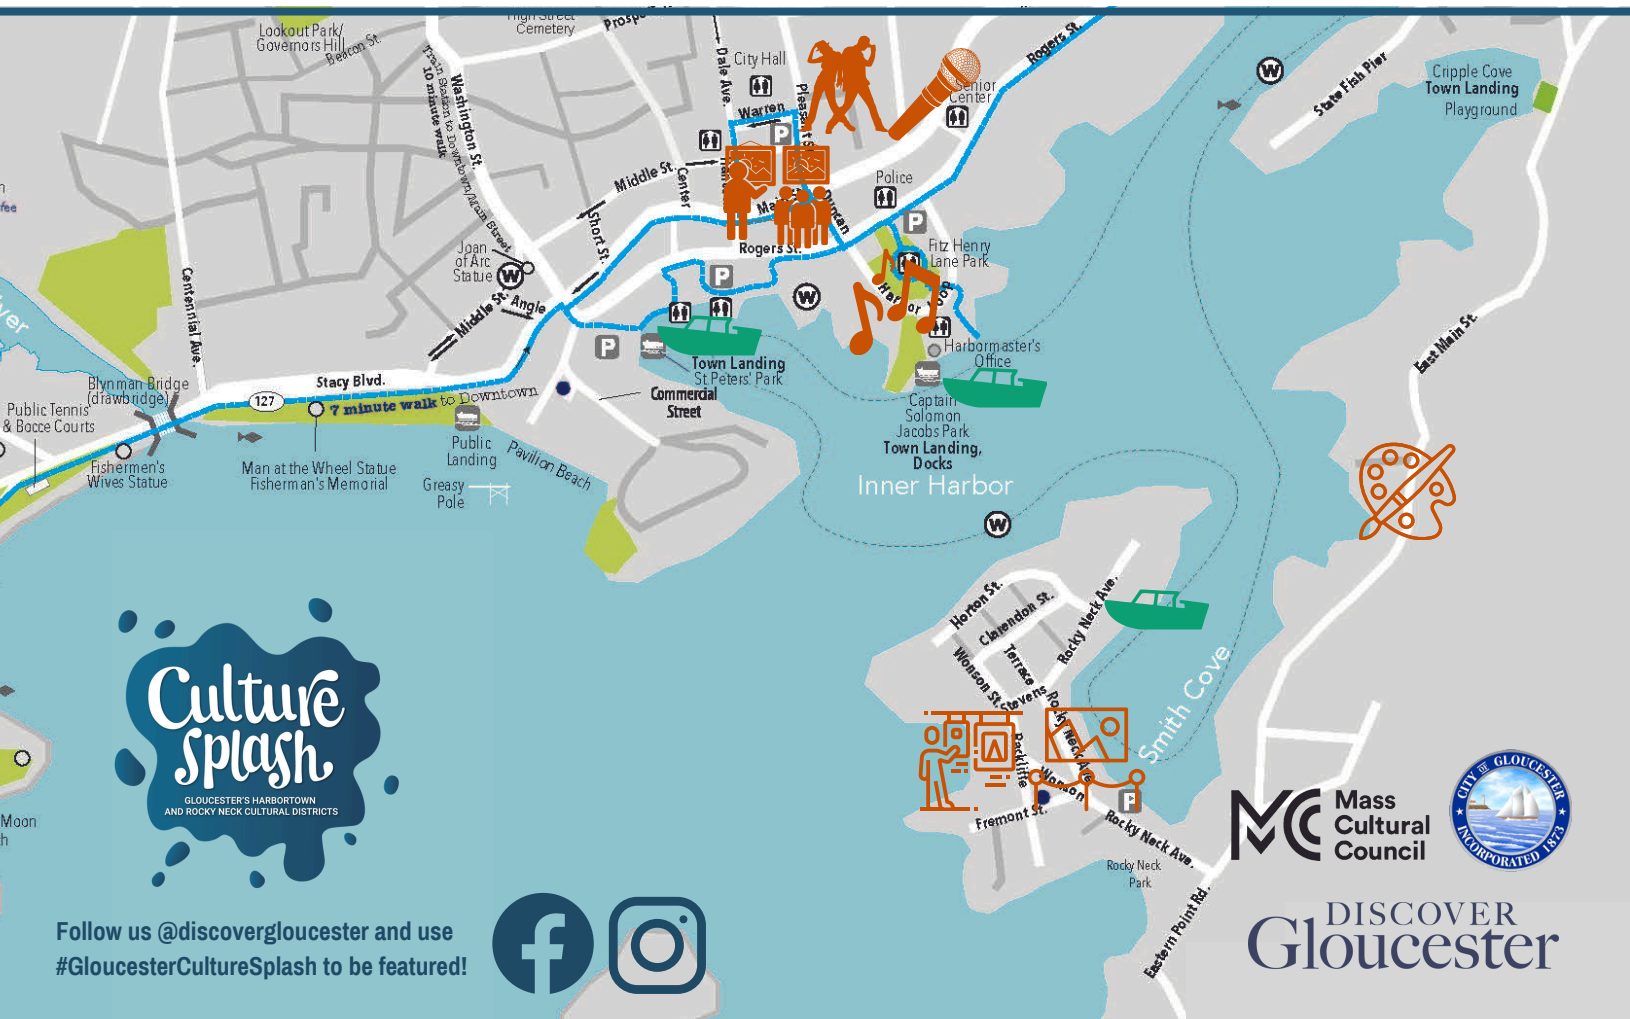 High Street
Cemetery
Lookout Park/
Governors Hill
Beacon St.
Train Station to Downtown/Main Street
10 minute walk
Washington St.
Dale Ave.
City Hall
Warren
P
Senior
Center
Rogers St.
W
State Fish Pier
Cripple Cove
Town Landing
Playground
fee
Middle St.
Center
Short St.
Police
P
Duncan
Rogers St.
Fitz Henry
Lane Park
Joan
of Arc
Statue
W
P
W
Harbor Loop
Middle St.
Angle
Centennial Ave.
P
Harbormaster's
Office
East Main St.
Town Landing
St Peters' Park
Stacy Blvd.
127
7 minute walk to Downtown
Commercial
Street
Blynman Bridge
(drawbridge)
Public Tennis
& Bocce Courts
Captain
Solomon
Jacobs Park
Town Landing,
Docks
Fishermen's
Wives Statue
Man at the Wheel Statue
Fisherman's Memorial
Public
Landing
Pavilion Beach
Greasy
Pole
Inner Harbor
W
Horton St.
Clarendon St.
Rocky Neck Ave.
Wonson St.
Terrace
Stevens
Rocky Neck Ave.
Smith Cove
Wonson
P
Fremont St.
Rocky Neck Ave.
Rocky Neck
Park
Eastern Point Rd.
Culture
Splash
GLOUCESTER'S HARBORTOWN
AND ROCKY NECK CULTURAL DISTRICTS
Moon
Mass
Cultural
Council
CITY OF GLOUCESTER
INCORPORATED 1873
DISCOVER
Gloucester
Follow us @discovergloucester and use
#GloucesterCultureSplash to be featured!